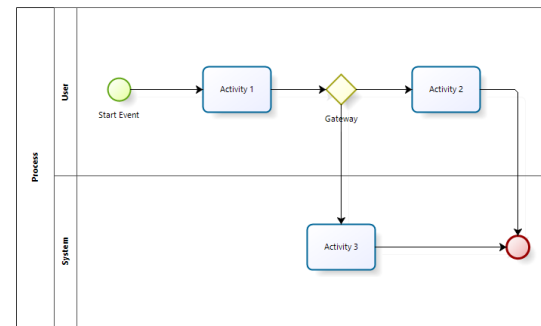 Process
User
Start Event
Activity 1
Gateway
Activity 2
System
Activity 3